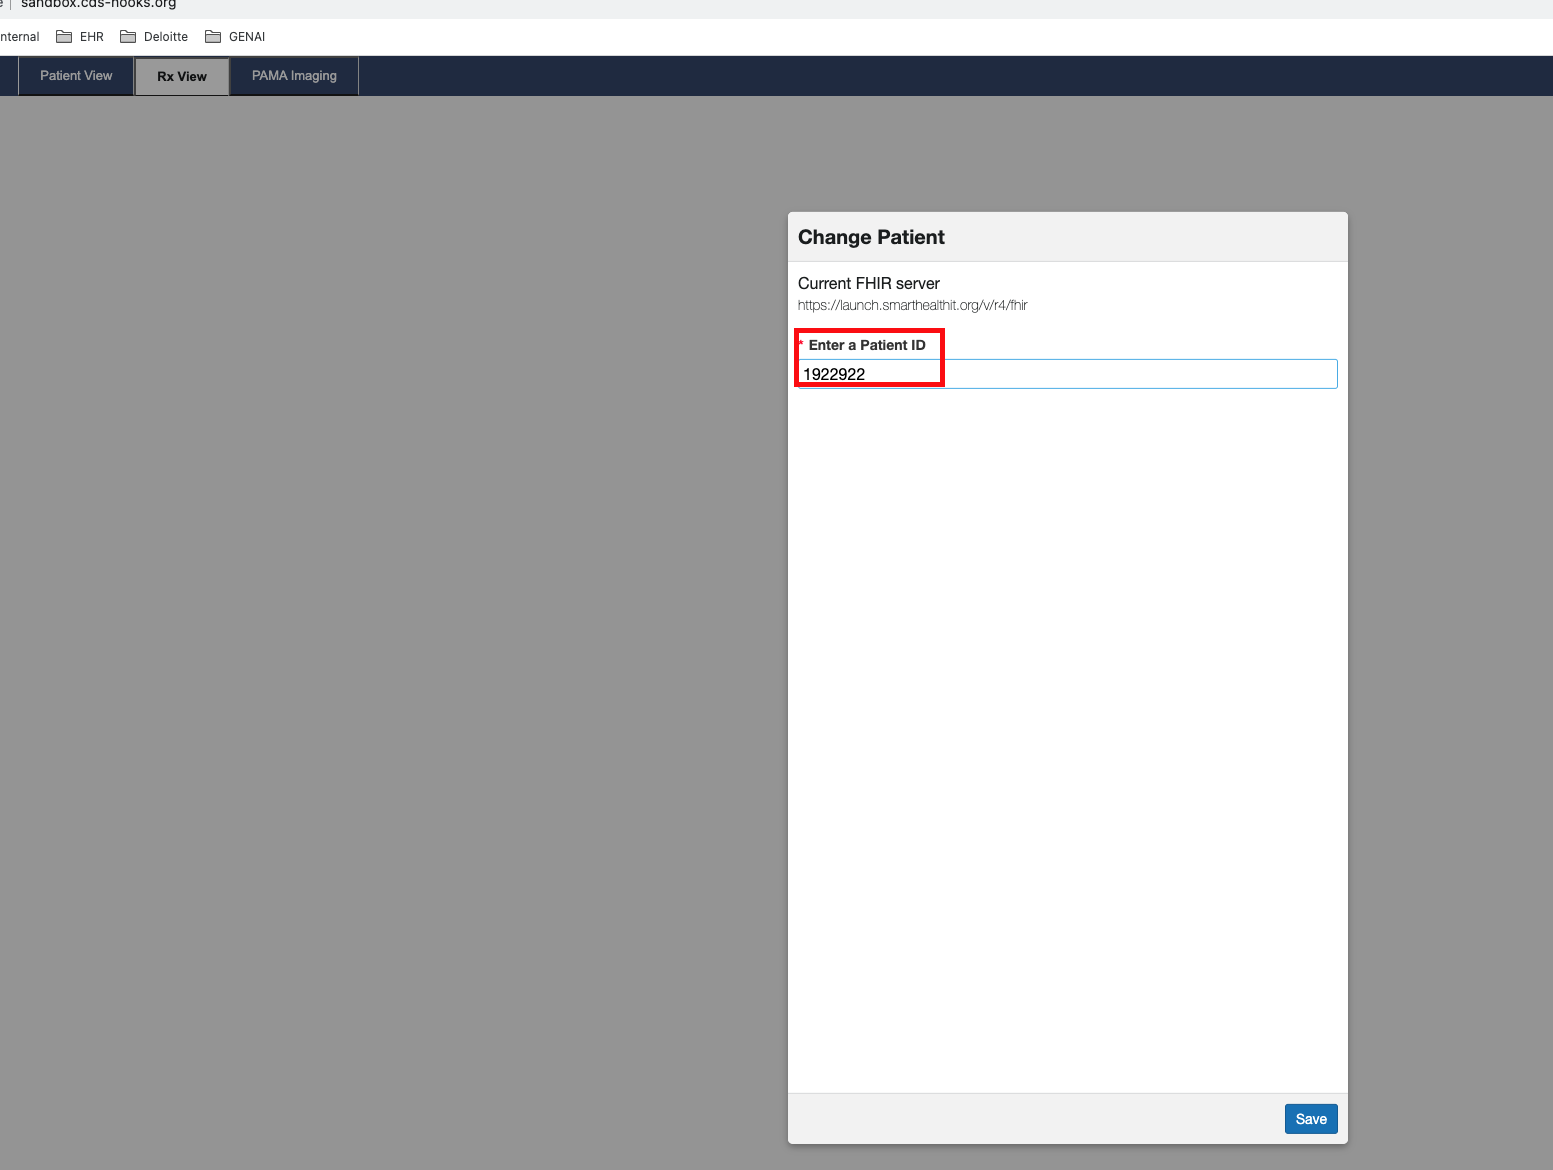 sandbox.cds-hooks.org
nternal EHR Deloitte GENAI
Patient View Rx View PAMA Imaging
Change Patient
Current FHIR server
https://launch.smarthealthit.org/v/r4/fhir
* Enter a Patient ID
1922922
Save